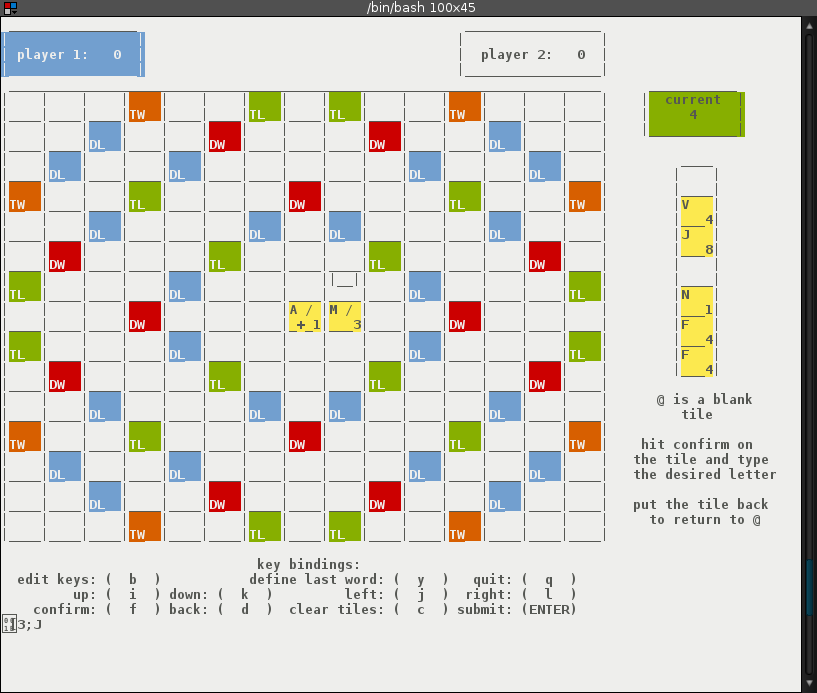 /bin/bash 100x45
player 1: 0
player 2: 0
TW TL TL TW
DL DW DW DL
DL DL DL DL
TW TL DW TL TW
DL DL DL DL
DW TL TL DW
TL DL DL TL
A / M /
DW + 1 3 DW
TL DL DL TL
DW TL TL DW
DL DL DL DL
TW TL DW TL TW
DL DL DL DL
DL DW DW DL
TW TL TL TW
current
4
V
4
J
8
N
1
F
4
F
4
@ is a blank
tile
hit confirm on
the tile and type
the desired letter
put the tile back
to return to @
key bindings:
edit keys: ( b ) define last word: ( y ) quit: ( q )
up: ( i ) down: ( k ) left: ( j ) right: ( l )
confirm: ( f ) back: ( d ) clear tiles: ( c ) submit: (ENTER)
[3;J